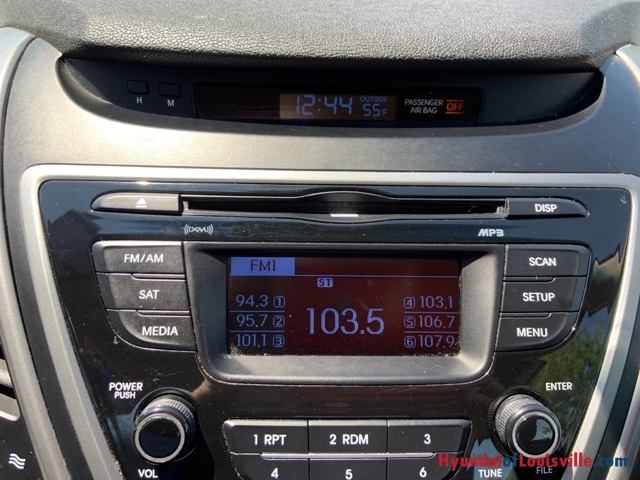 H M 12:44 OUTSIDE 55F PASSENGER AIR BAG OFF
DISP
XM MP3
FM/AM FM1 SCAN
ST
SAT 94.3 1 4 103.1 SETUP
95.7 2 103.5 5 106.7
MEDIA 101.1 3 6 107.9 MENU
POWER PUSH ENTER
1 RPT 2 RDM 3
VOL 4 5 6 TUNE FILE
HyundaiofLouisville.com